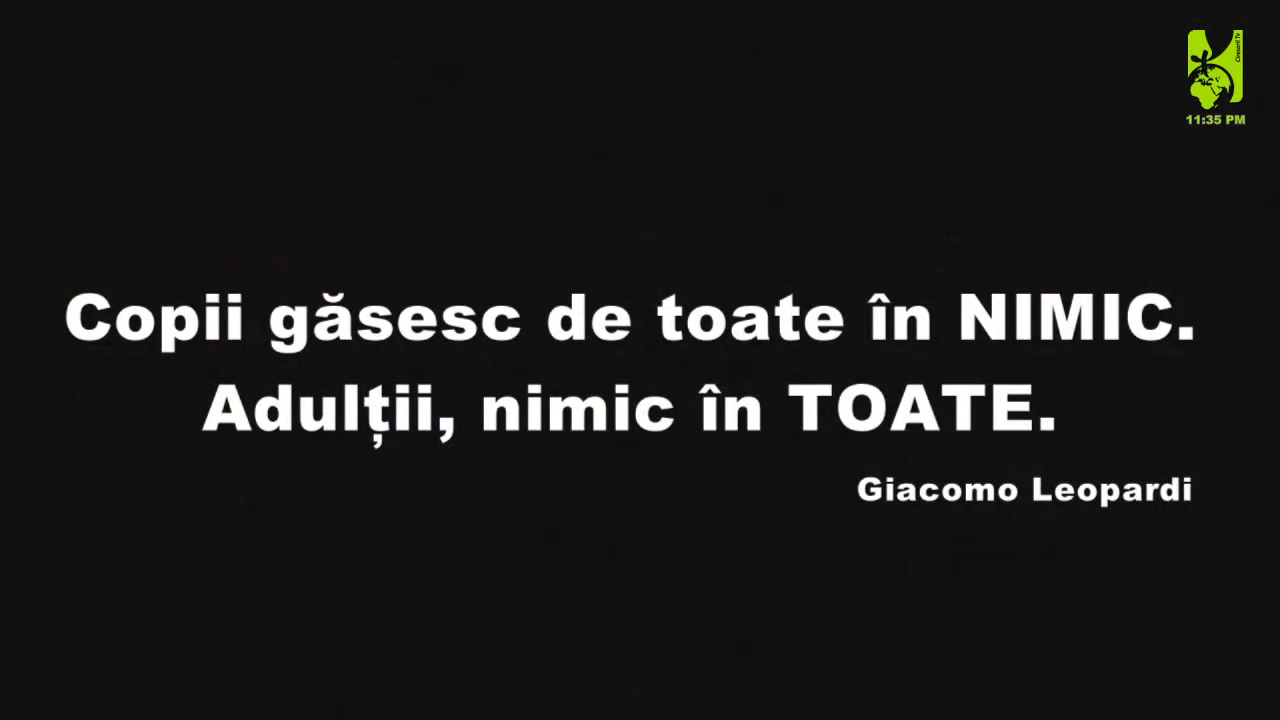 11:35 PM
Copii găsesc de toate în NIMIC.
Adulții, nimic în TOATE.
Giacomo Leopardi